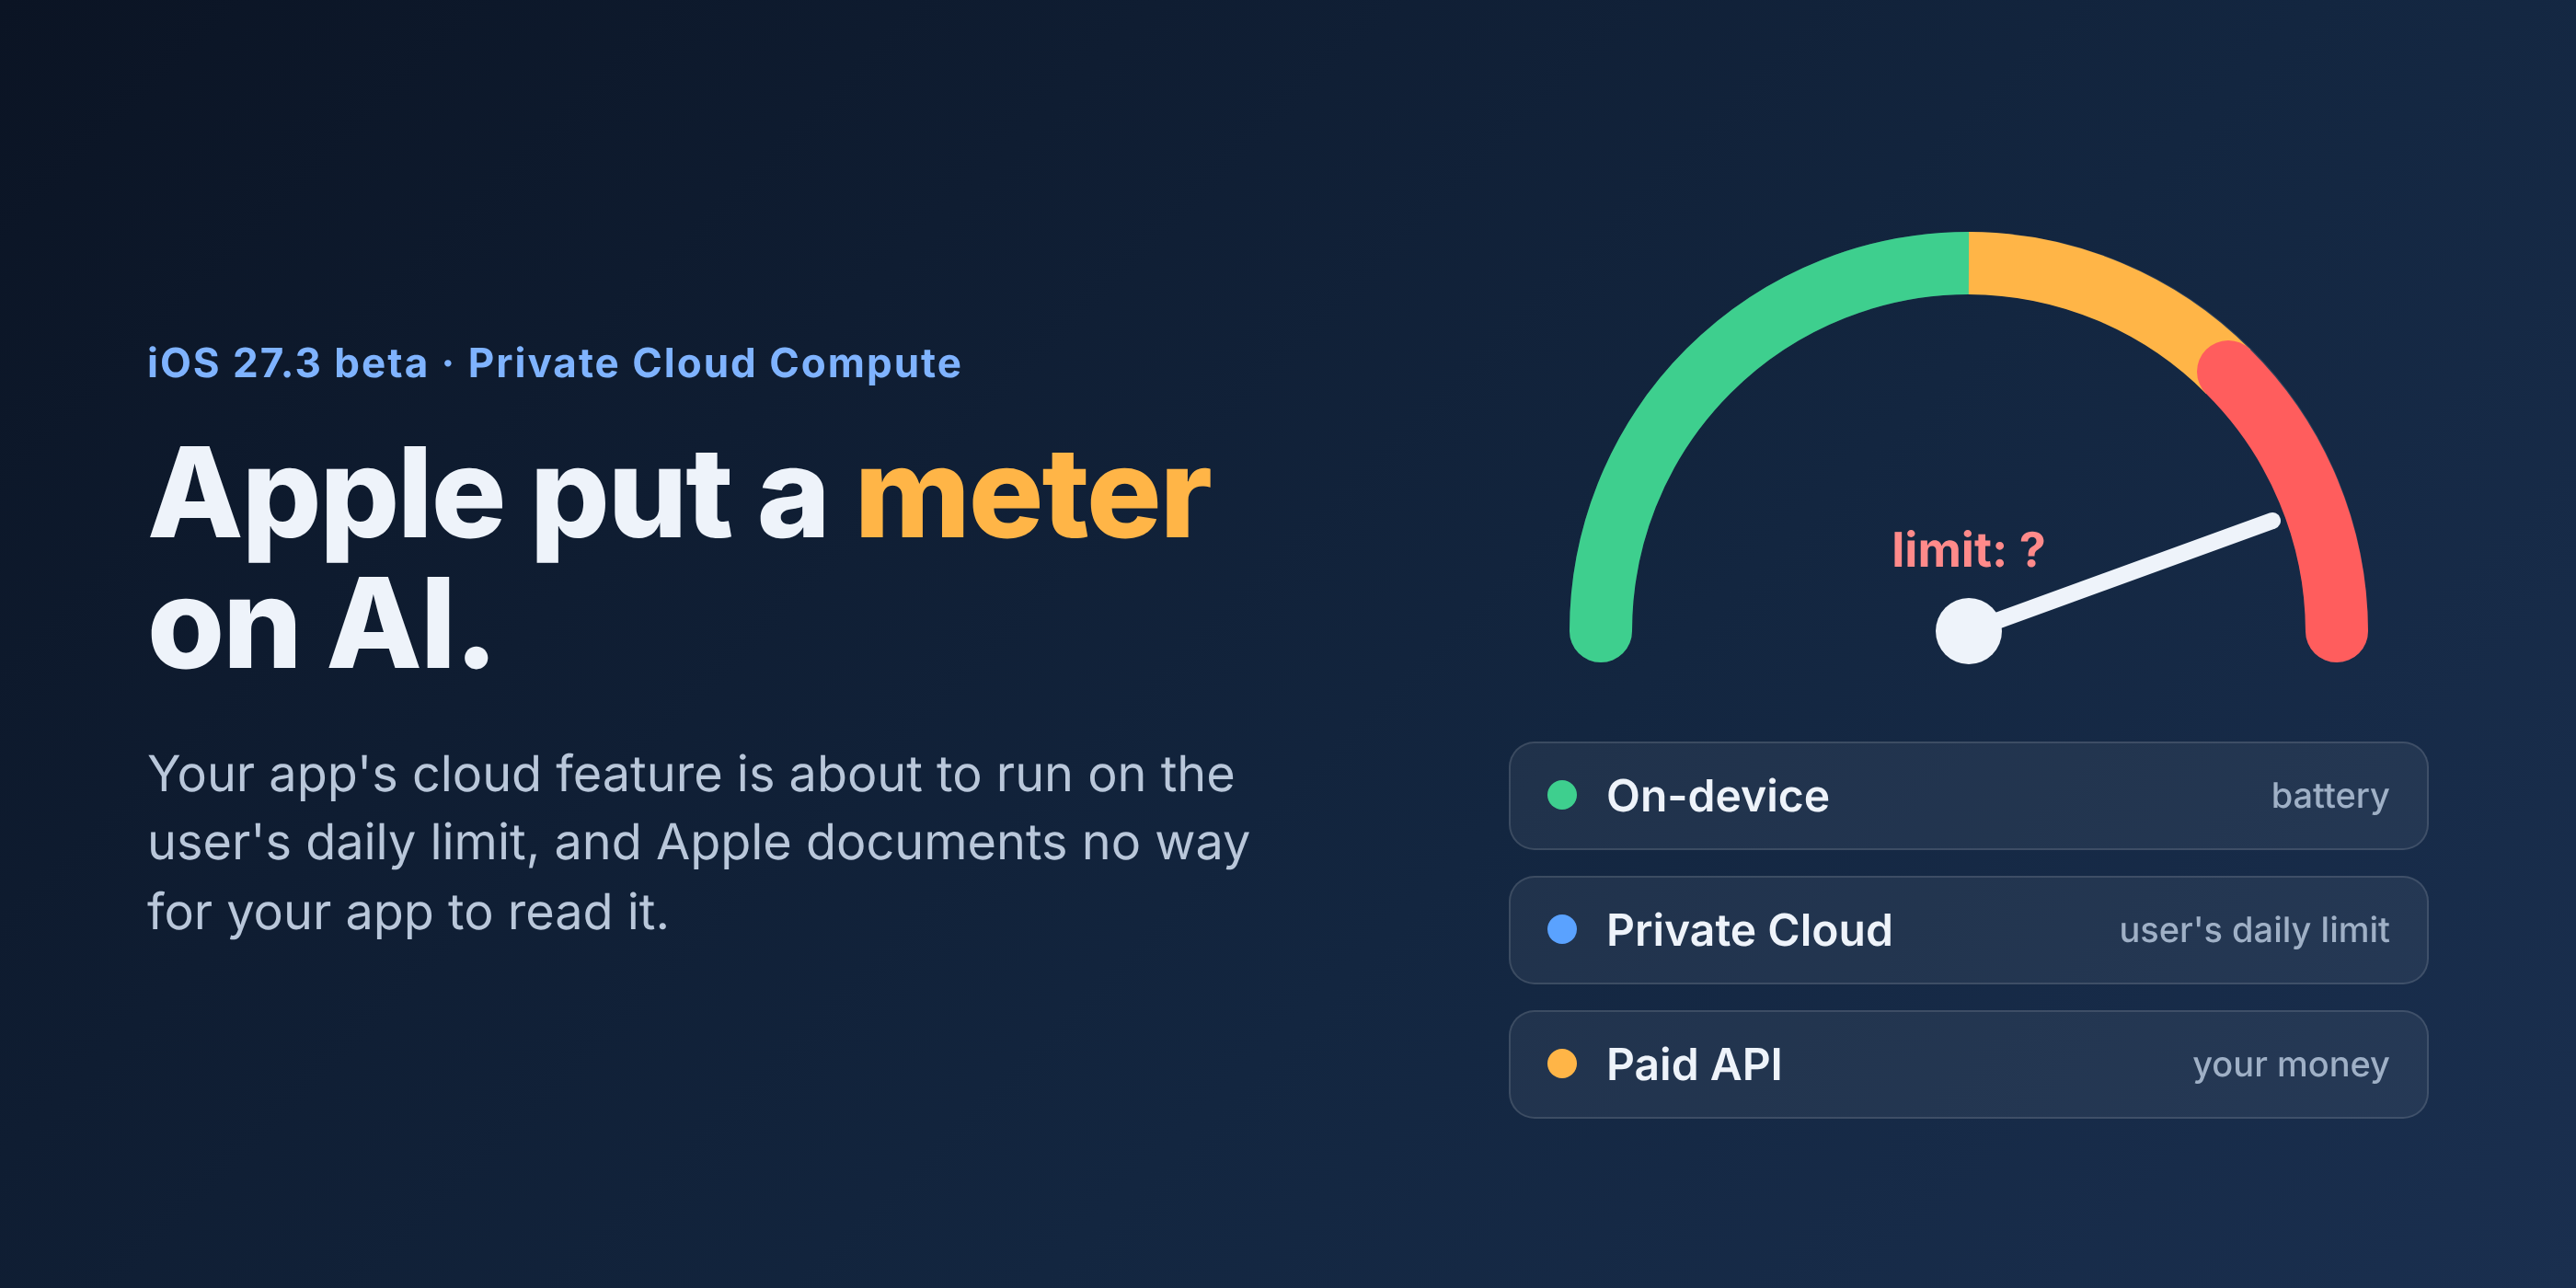 iOS 27.3 beta · Private Cloud Compute
Apple put a meter
on AI.
Your app's cloud feature is about to run on the
user's daily limit, and Apple documents no way
for your app to read it.
limit: ?
On-device battery
Private Cloud user's daily limit
Paid API your money